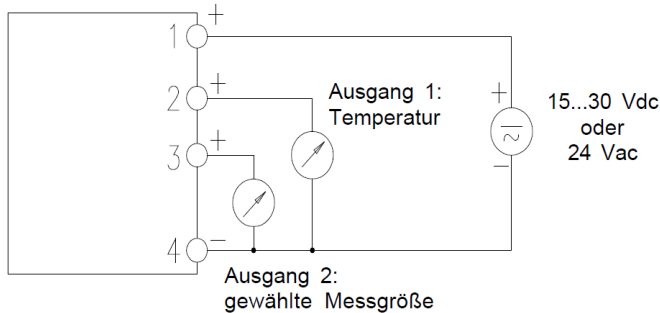 1
+
2
+
3
+
4
−
Ausgang 1:
Temperatur
+
−
15...30 Vdc
oder
24 Vac
Ausgang 2:
gewählte Messgröße